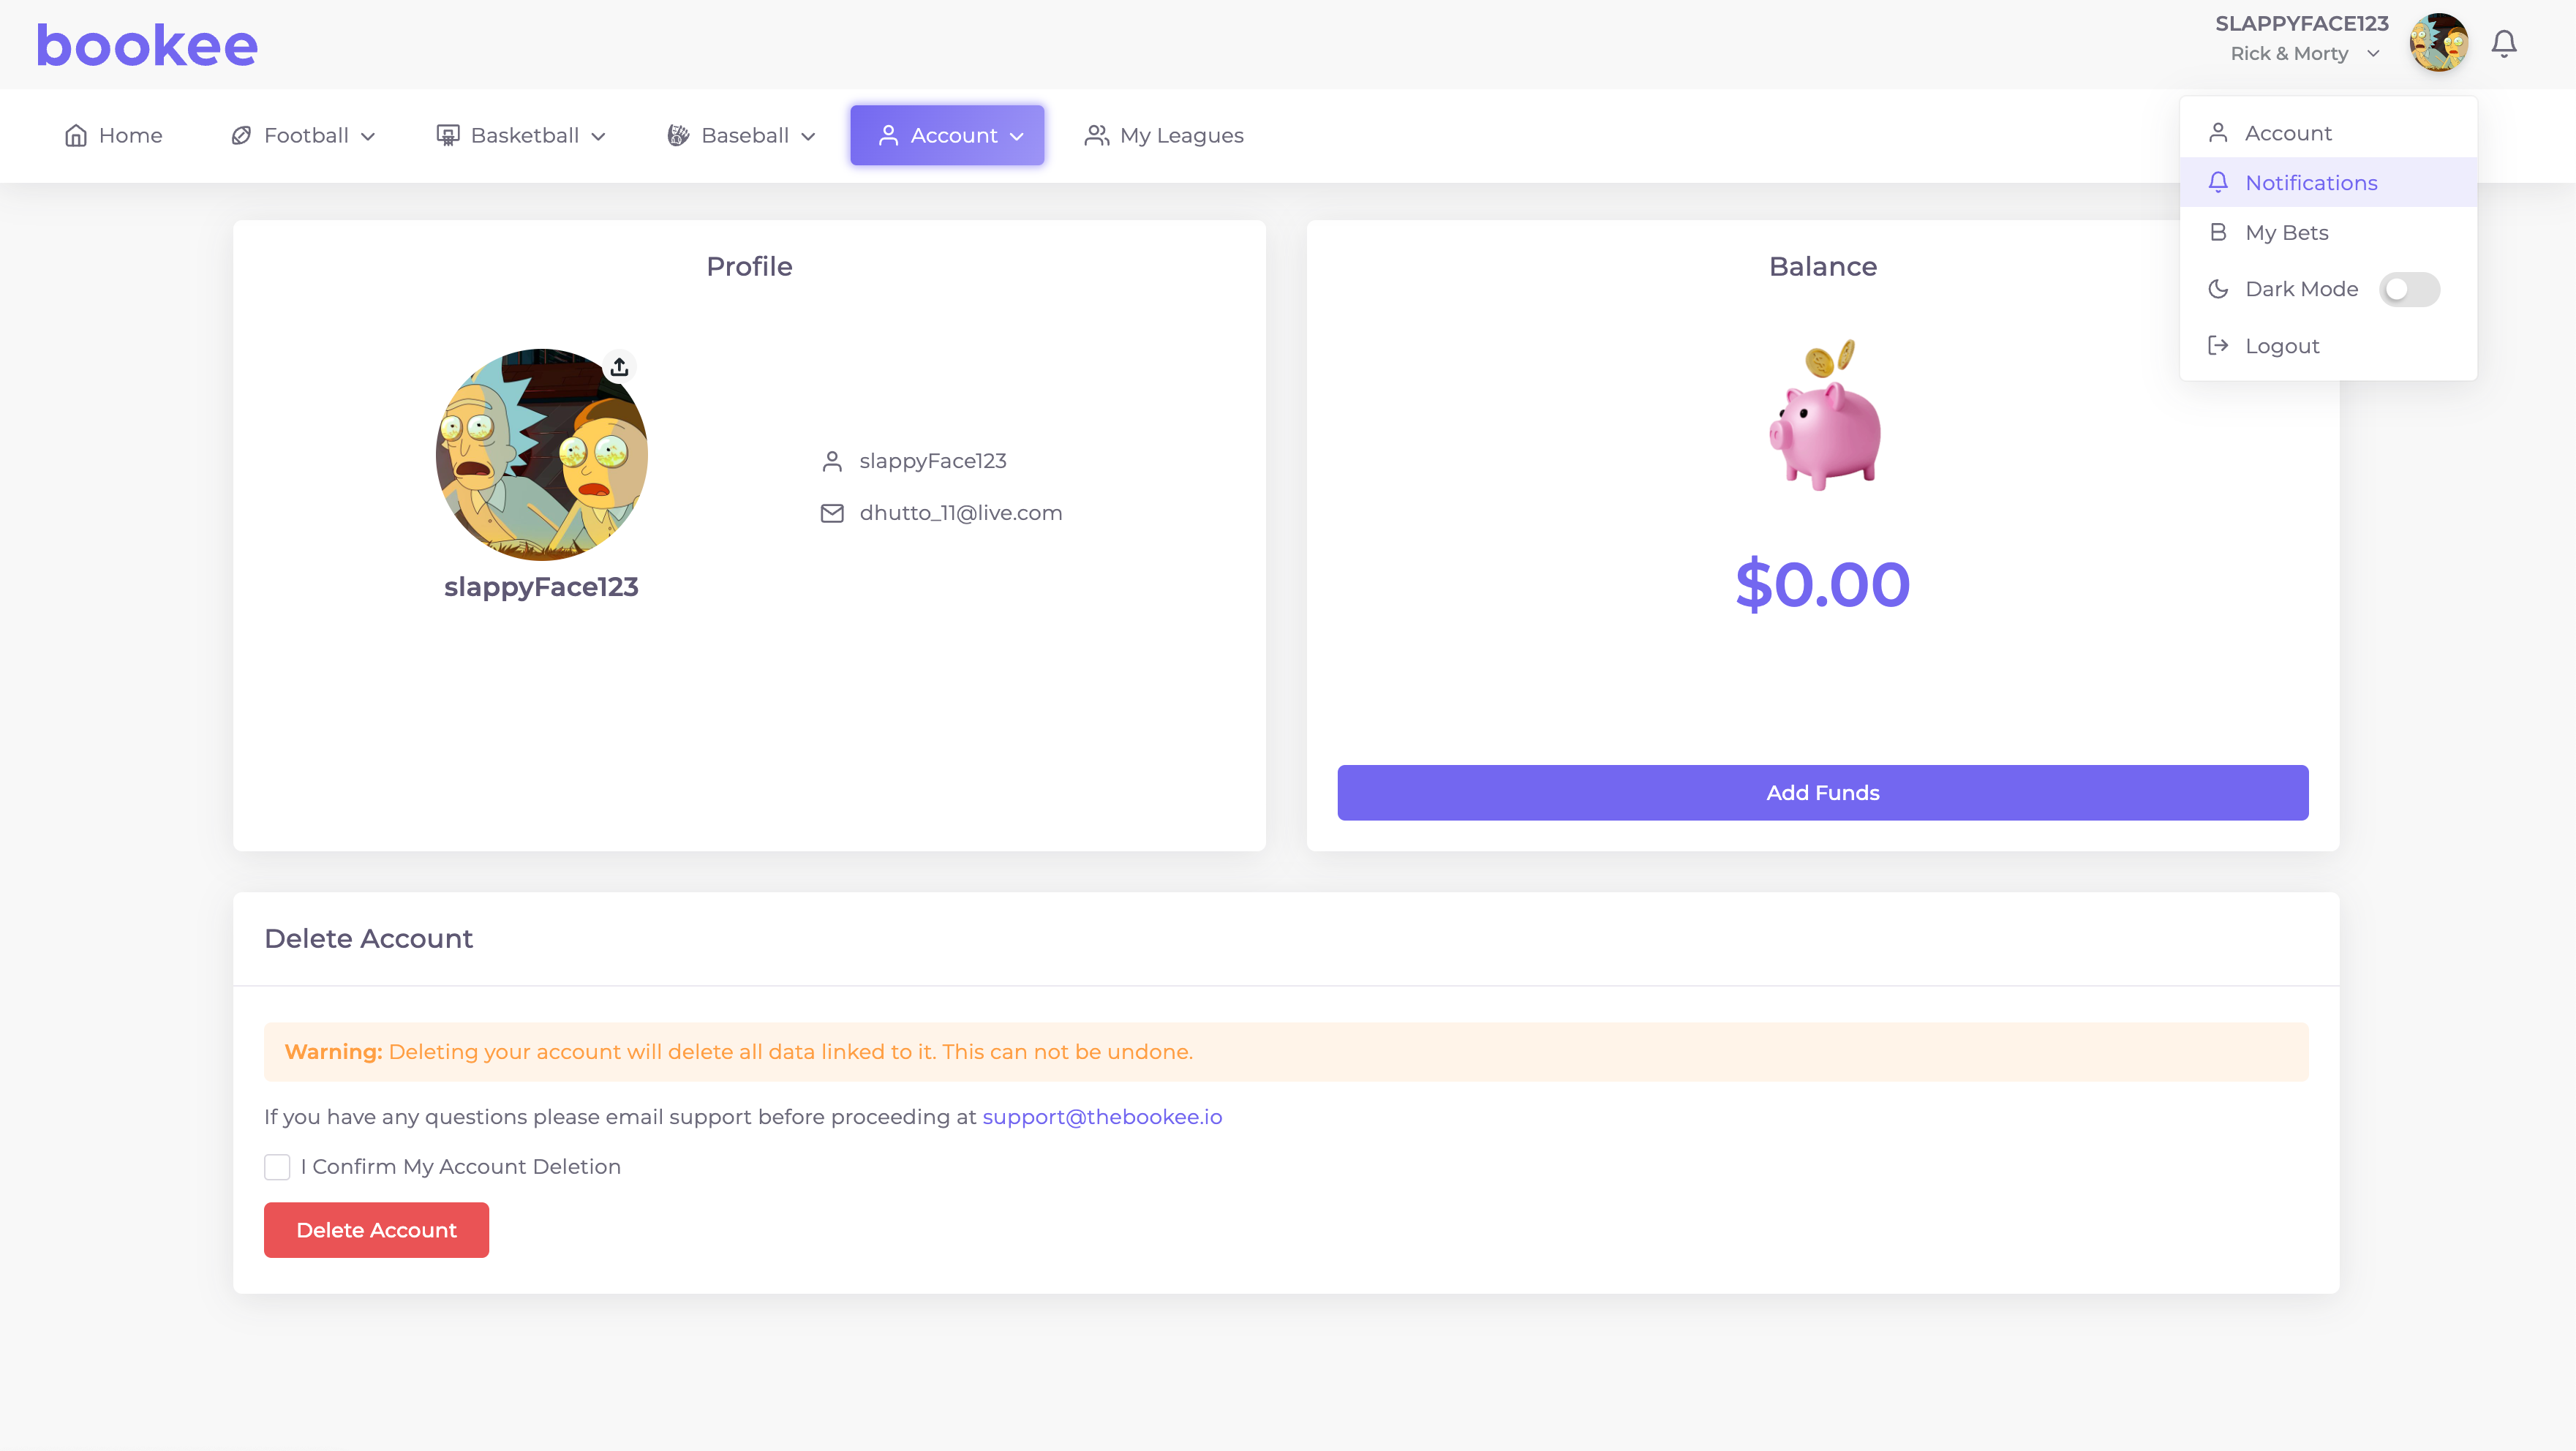 bookee
SLAPPYFACE123
Rick & Morty
Home
Football
Basketball
Baseball
Account
My Leagues
Account
Notifications
My Bets
Dark Mode
Logout
Profile
slappyFace123
slappyFace123
dhutto_11@live.com
Balance
$0.00
Add Funds
Delete Account
Warning: Deleting your account will delete all data linked to it. This can not be undone.
If you have any questions please email support before proceeding at support@thebookee.io
I Confirm My Account Deletion
Delete Account